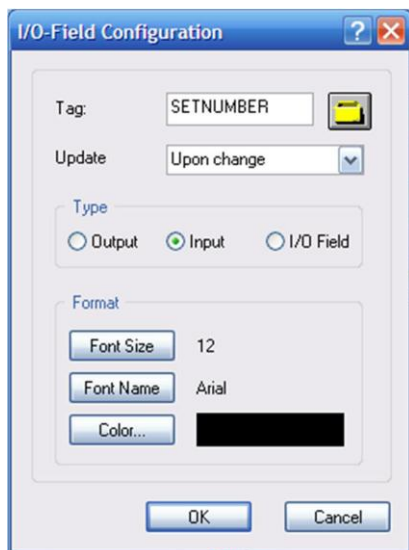 I/O-Field Configuration
Tag: SETNUMBER
Update Upon change
Type
Output Input I/O Field
Format
Font Size 12
Font Name Arial
Color...
OK Cancel